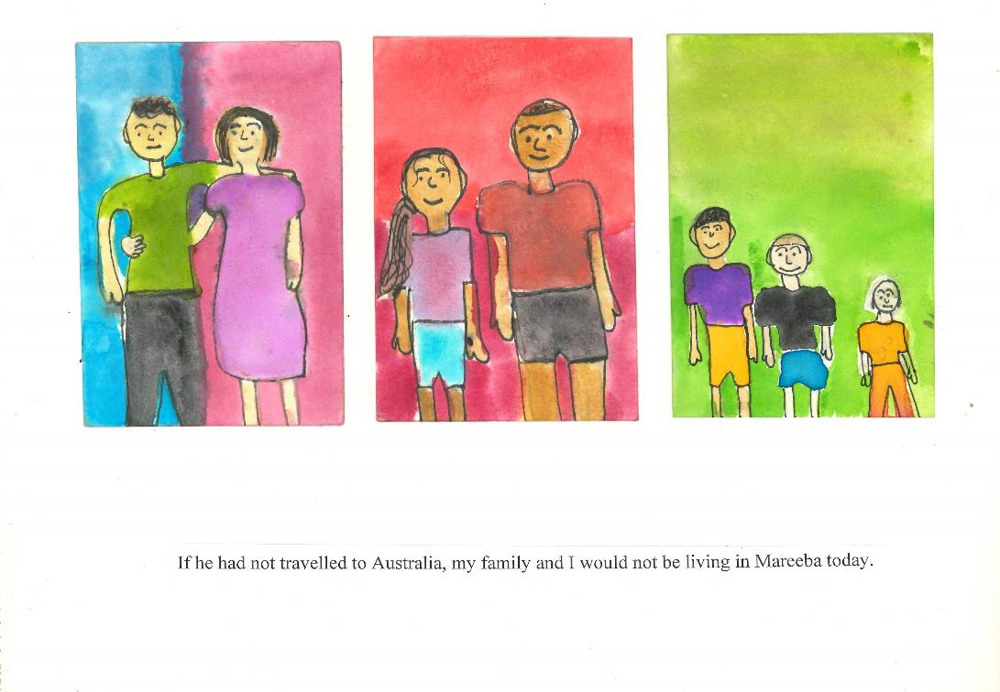 If he had not travelled to Australia, my family and I would not be living in Mareeba today.